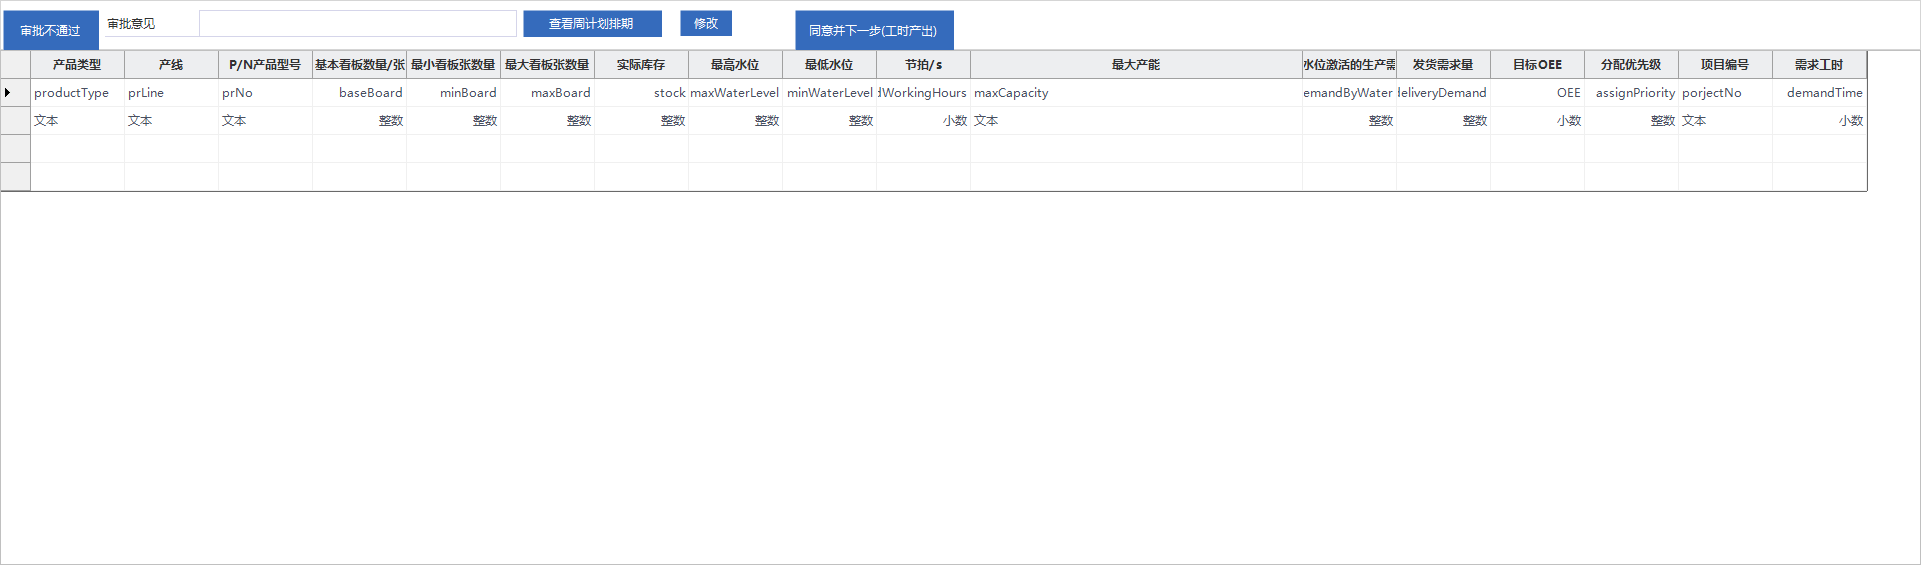 审批不通过 审批意见 查看周计划排期 修改 同意并下一步(工时产出)
产品类型 产线 P/N产品型号 基本看板数量/张 最小看板张数量 最大看板张数量 实际库存 最高水位 最低水位 节拍/s 最大产能 水位激活的生产需 发货需求量 目标OEE 分配优先级 项目编号 需求工时
productType prLine prNo baseBoard minBoard maxBoard stock maxWaterLevel minWaterLevel dWorkingHours maxCapacity emandByWater deliveryDemand OEE assignPriority porjectNo demandTime
文本 文本 文本 整数 整数 整数 整数 整数 整数 小数 文本 整数 整数 小数 整数 文本 小数